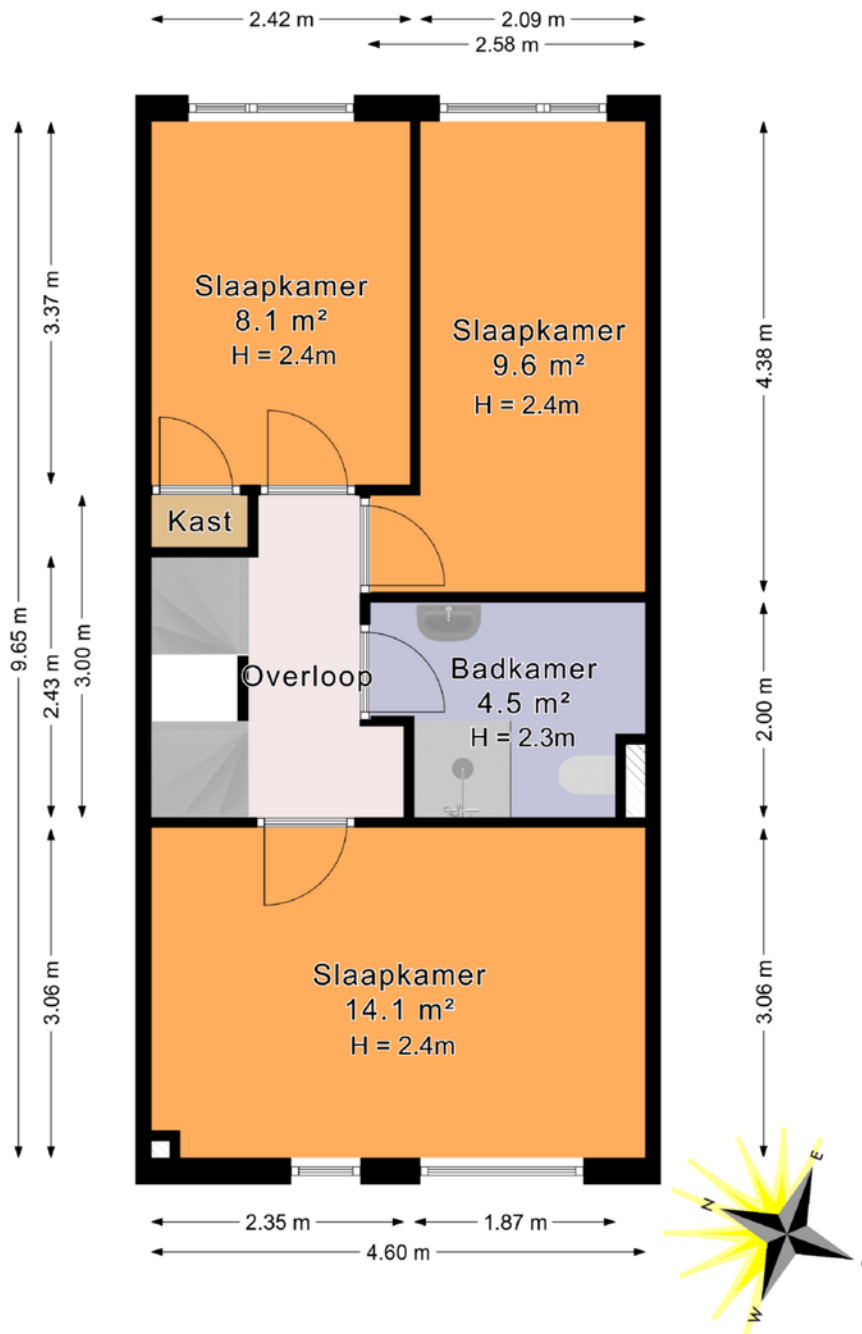 2.42 m
2.09 m
2.58 m
3.37 m
9.65 m
2.43 m
3.00 m
3.06 m
4.38 m
2.00 m
3.06 m
Slaapkamer
8.1 m²
H = 2.4m
Slaapkamer
9.6 m²
H = 2.4m
Kast
Overloop
Badkamer
4.5 m²
H = 2.3m
Slaapkamer
14.1 m²
H = 2.4m
2.35 m
1.87 m
4.60 m
N
E
W